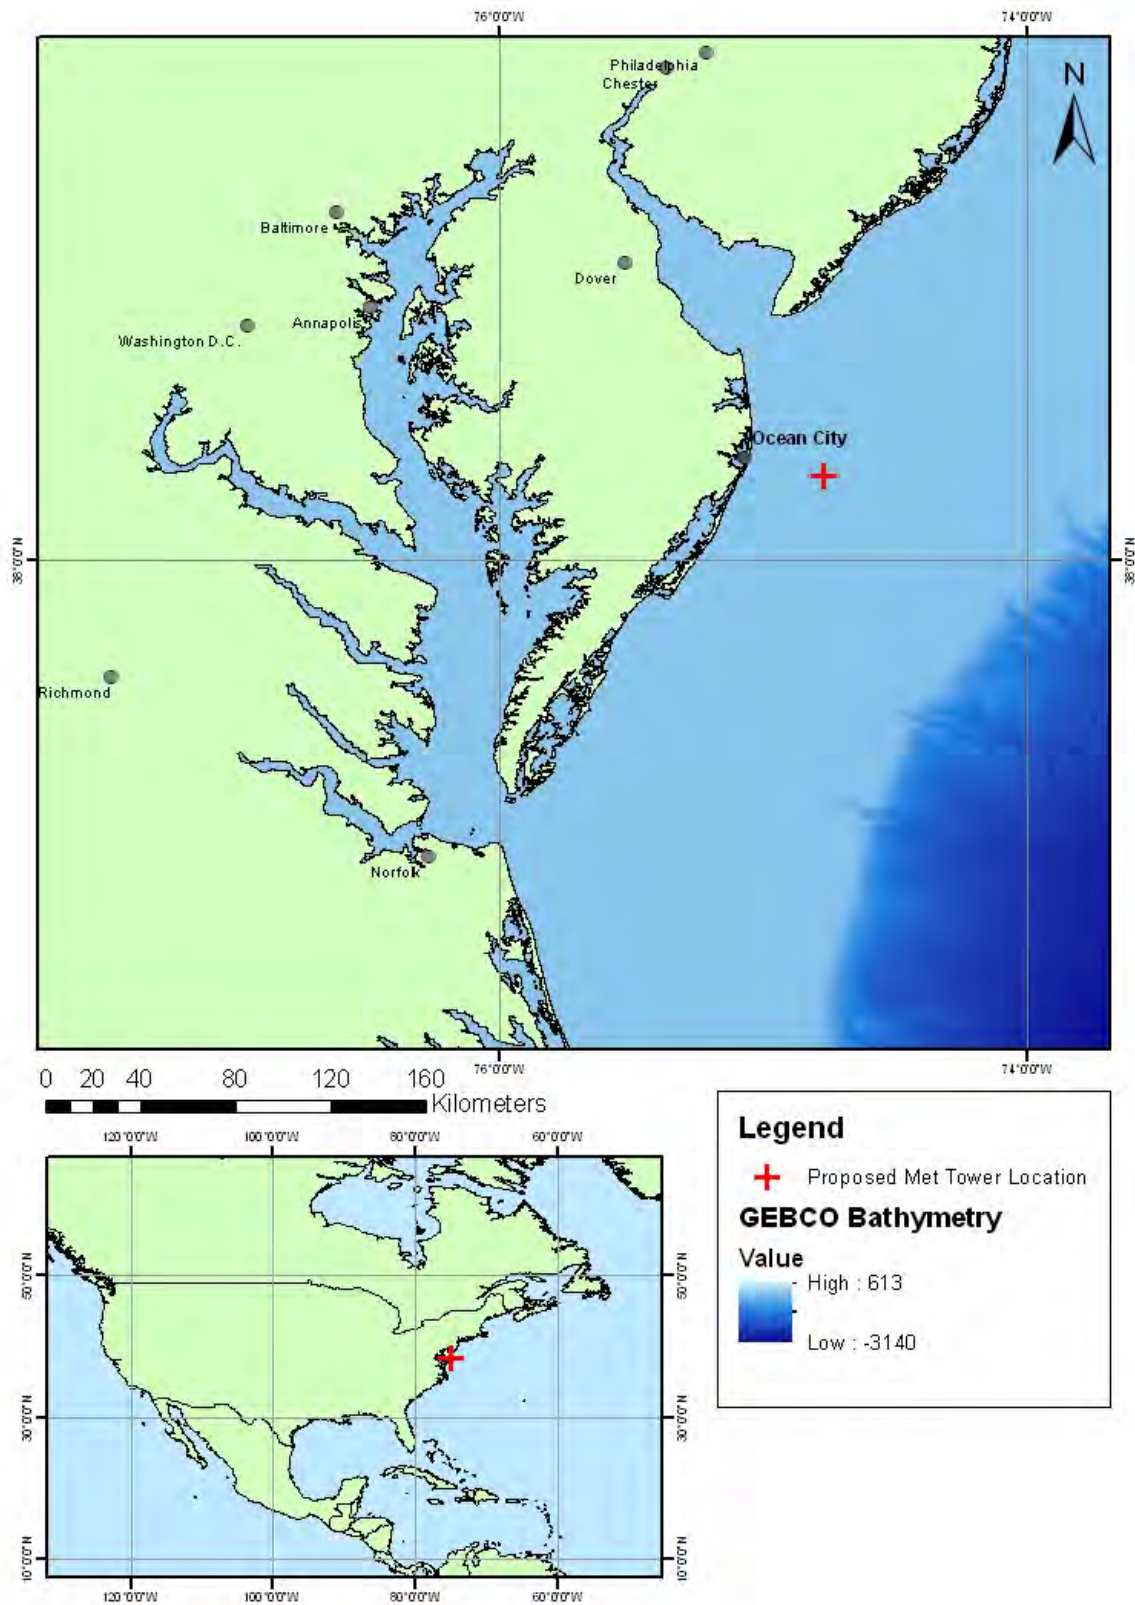 76°0'0"W 74°0'0"W
N
Philadelphia
Chester
Baltimore
Dover
Annapolis
Washington D.C.
Ocean City
38°0'0"N 38°0'0"N
Richmond
Norfolk
76°0'0"W 74°0'0"W
0 20 40 80 120 160
Kilometers
120°0'0"W 100°0'0"W 80°0'0"W 60°0'0"W
50°0'0"N 50°0'0"N
30°0'0"N 30°0'0"N
10°0'0"N 10°0'0"N
120°0'0"W 100°0'0"W 80°0'0"W 60°0'0"W
Legend
Proposed Met Tower Location
GEBCO Bathymetry
Value
High : 613
Low : -3140